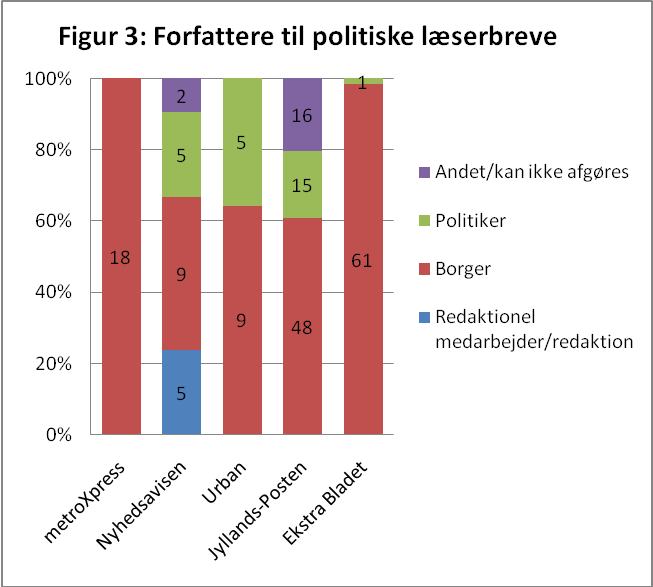 Figur 3: Forfattere til politiske læserbreve
100%
80%
60%
40%
20%
0%
18
5
9
5
2
9
5
48
15
16
61
1
metroXpress
Nyhedsavisen
Urban
Jyllands-Posten
Ekstra Bladet
Andet/kan ikke afgøres
Politiker
Borger
Redaktionel
medarbejder/redaktion